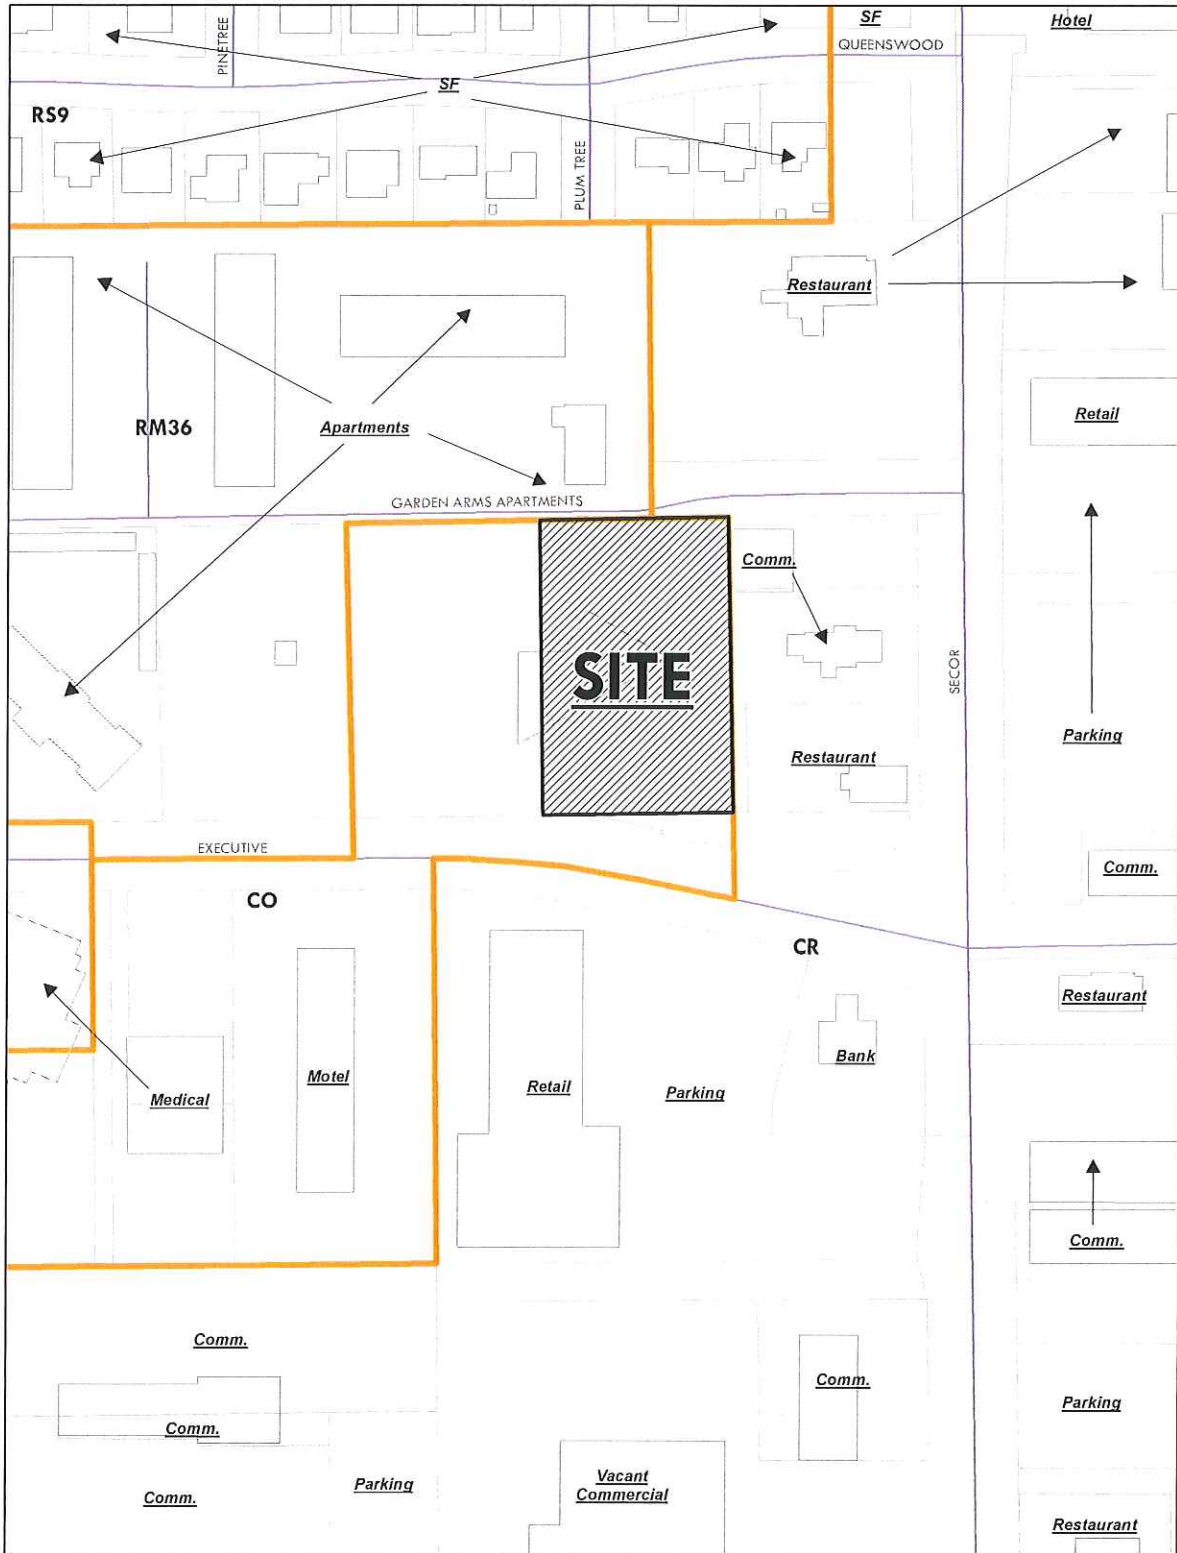 SF
Hotel
PINETREE
QUEENSWOOD
SF
RS9
PLUM TREE
Restaurant
Retail
Apartments
RM36
GARDEN ARMS APARTMENTS
Comm.
SITE
SECOR
Parking
Restaurant
EXECUTIVE
Comm.
CO
CR
Restaurant
Bank
Motel
Retail
Parking
Medical
Comm.
Comm.
Comm.
Parking
Comm.
Vacant
Commercial
Parking
Comm.
Restaurant